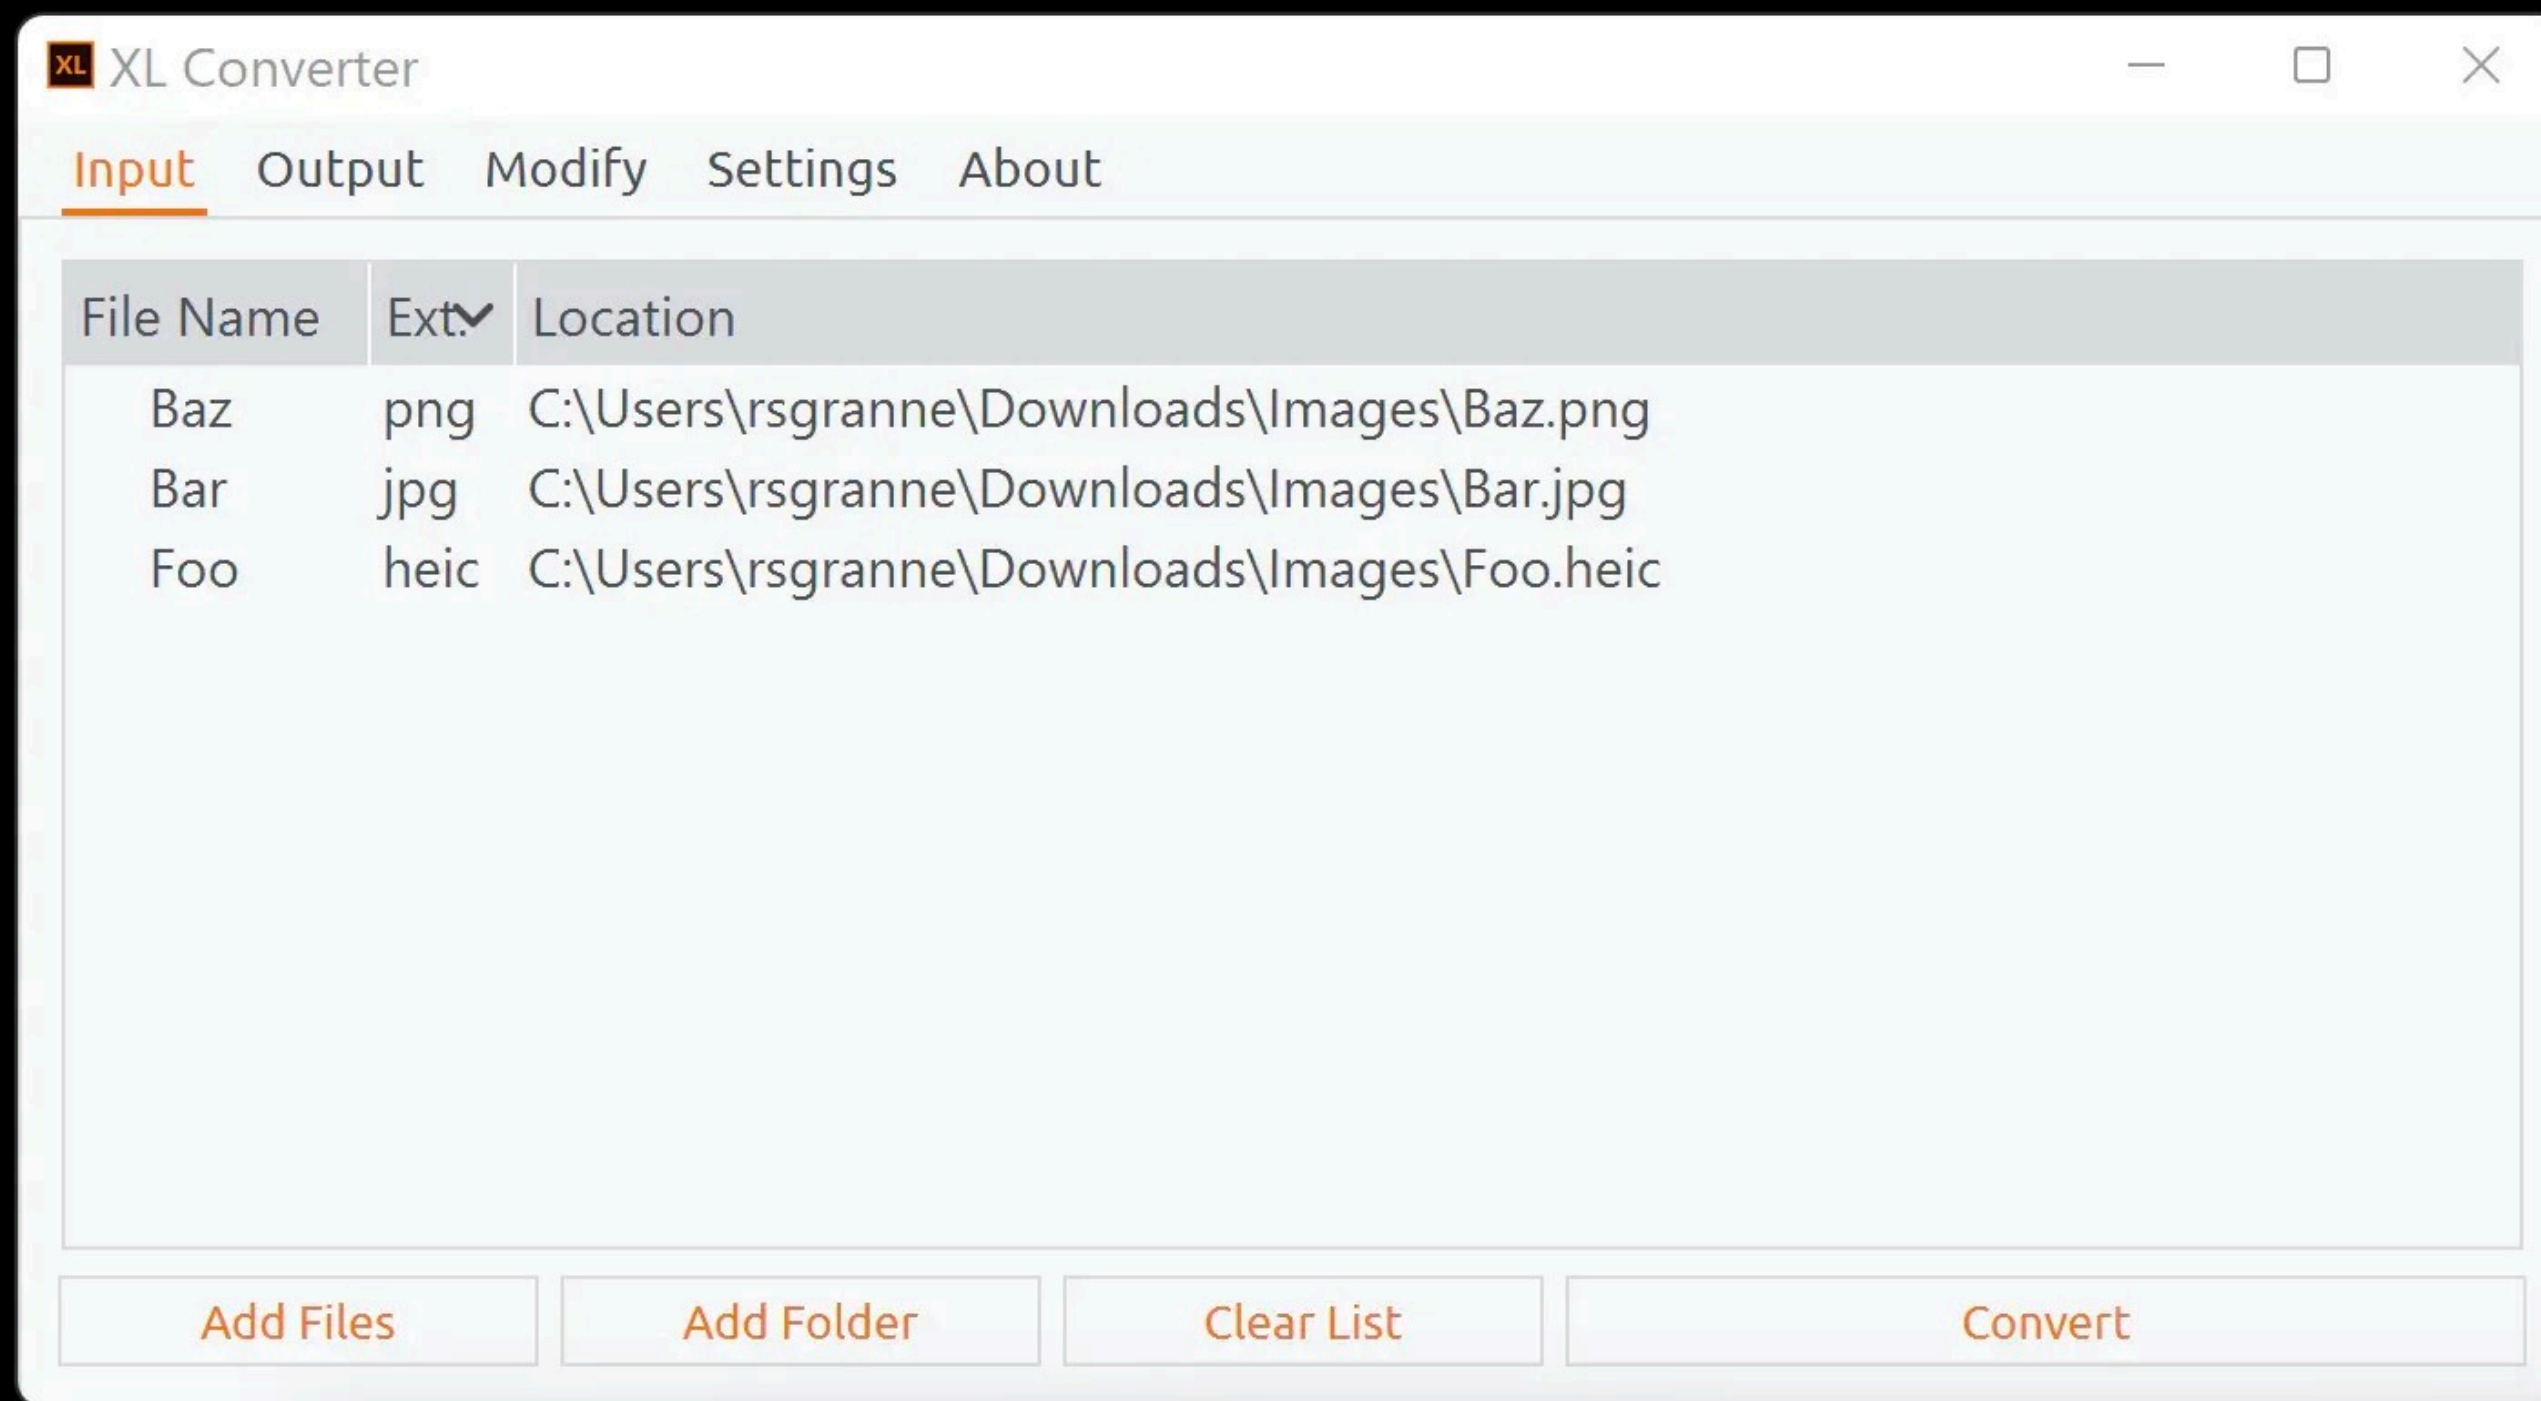 XL XL Converter
Input Output Modify Settings About
File Name Ext. Location
Baz png C:\Users\rsgranne\Downloads\Images\Baz.png
Bar jpg C:\Users\rsgranne\Downloads\Images\Bar.jpg
Foo heic C:\Users\rsgranne\Downloads\Images\Foo.heic
Add Files Add Folder Clear List Convert